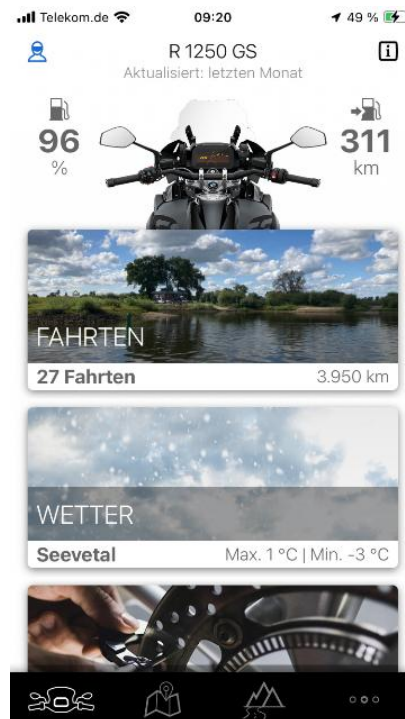 Telekom.de 09:20 49 %
R 1250 GS
Aktualisiert: letzten Monat
96 311
% km
FAHRTEN
27 Fahrten 3.950 km
WETTER
Seevetal Max. 1 °C | Min. -3 °C